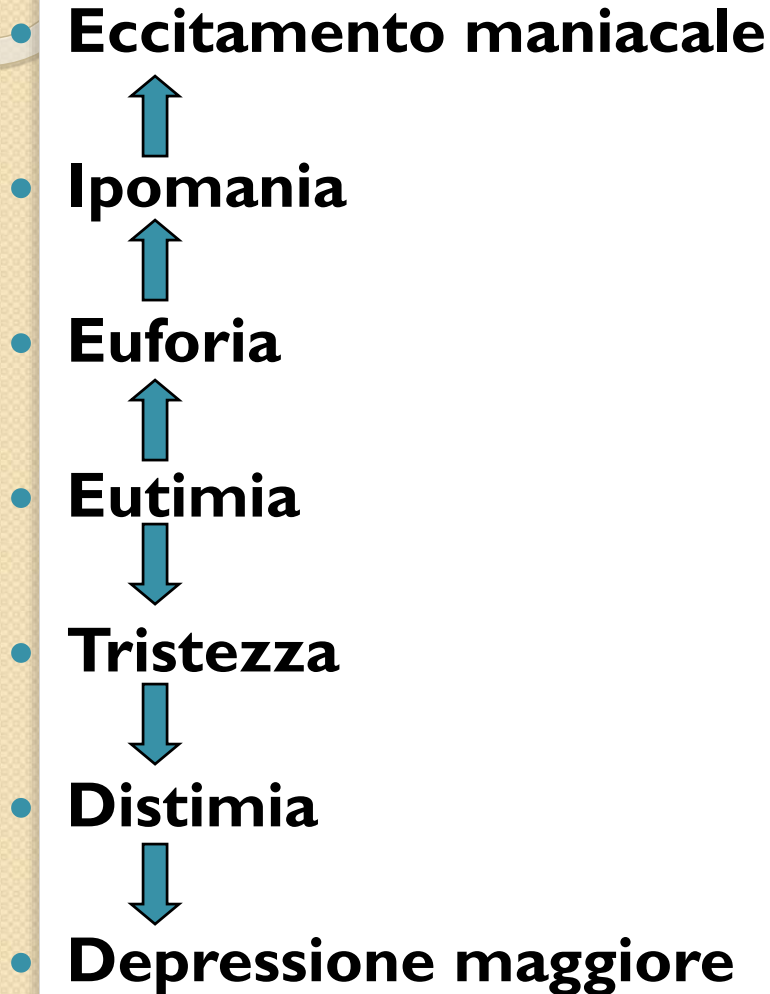 Eccitamento maniacale
Ipomania
Euforia
Eutimia
Tristezza
Distimia
Depressione maggiore